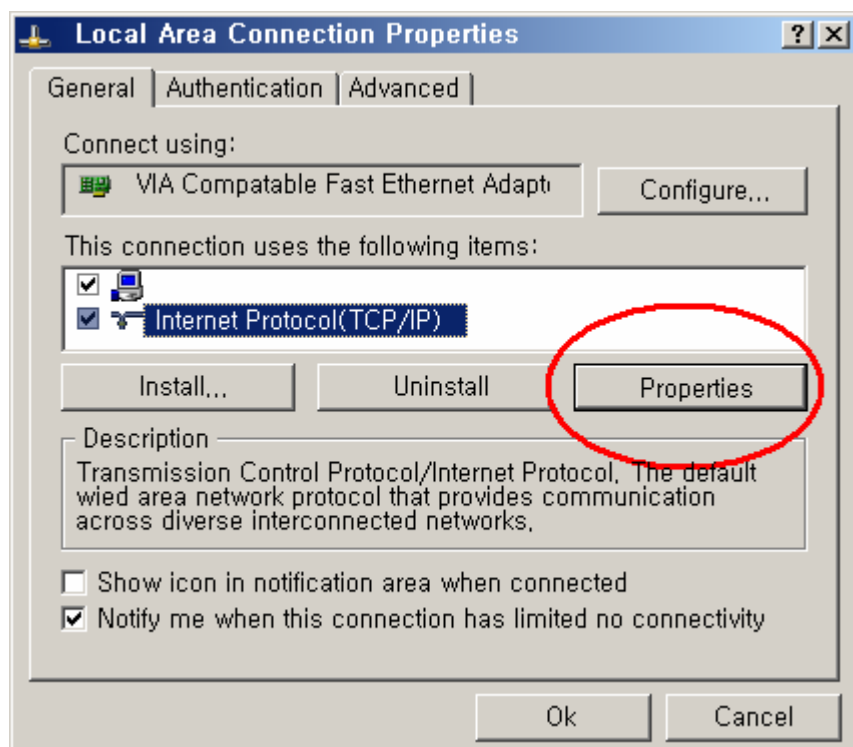 Local Area Connection Properties
General Authentication Advanced
Connect using:
VIA Compatable Fast Ethernet Adapt
Configure...
This connection uses the following items:
Internet Protocol(TCP/IP)
Install... Uninstall Properties
Description
Transmission Control Protocol/Internet Protocol. The default
wied area network protocol that provides communication
across diverse interconnected networks.
Show icon in notification area when connected
Notify me when this connection has limited no connectivity
Ok Cancel